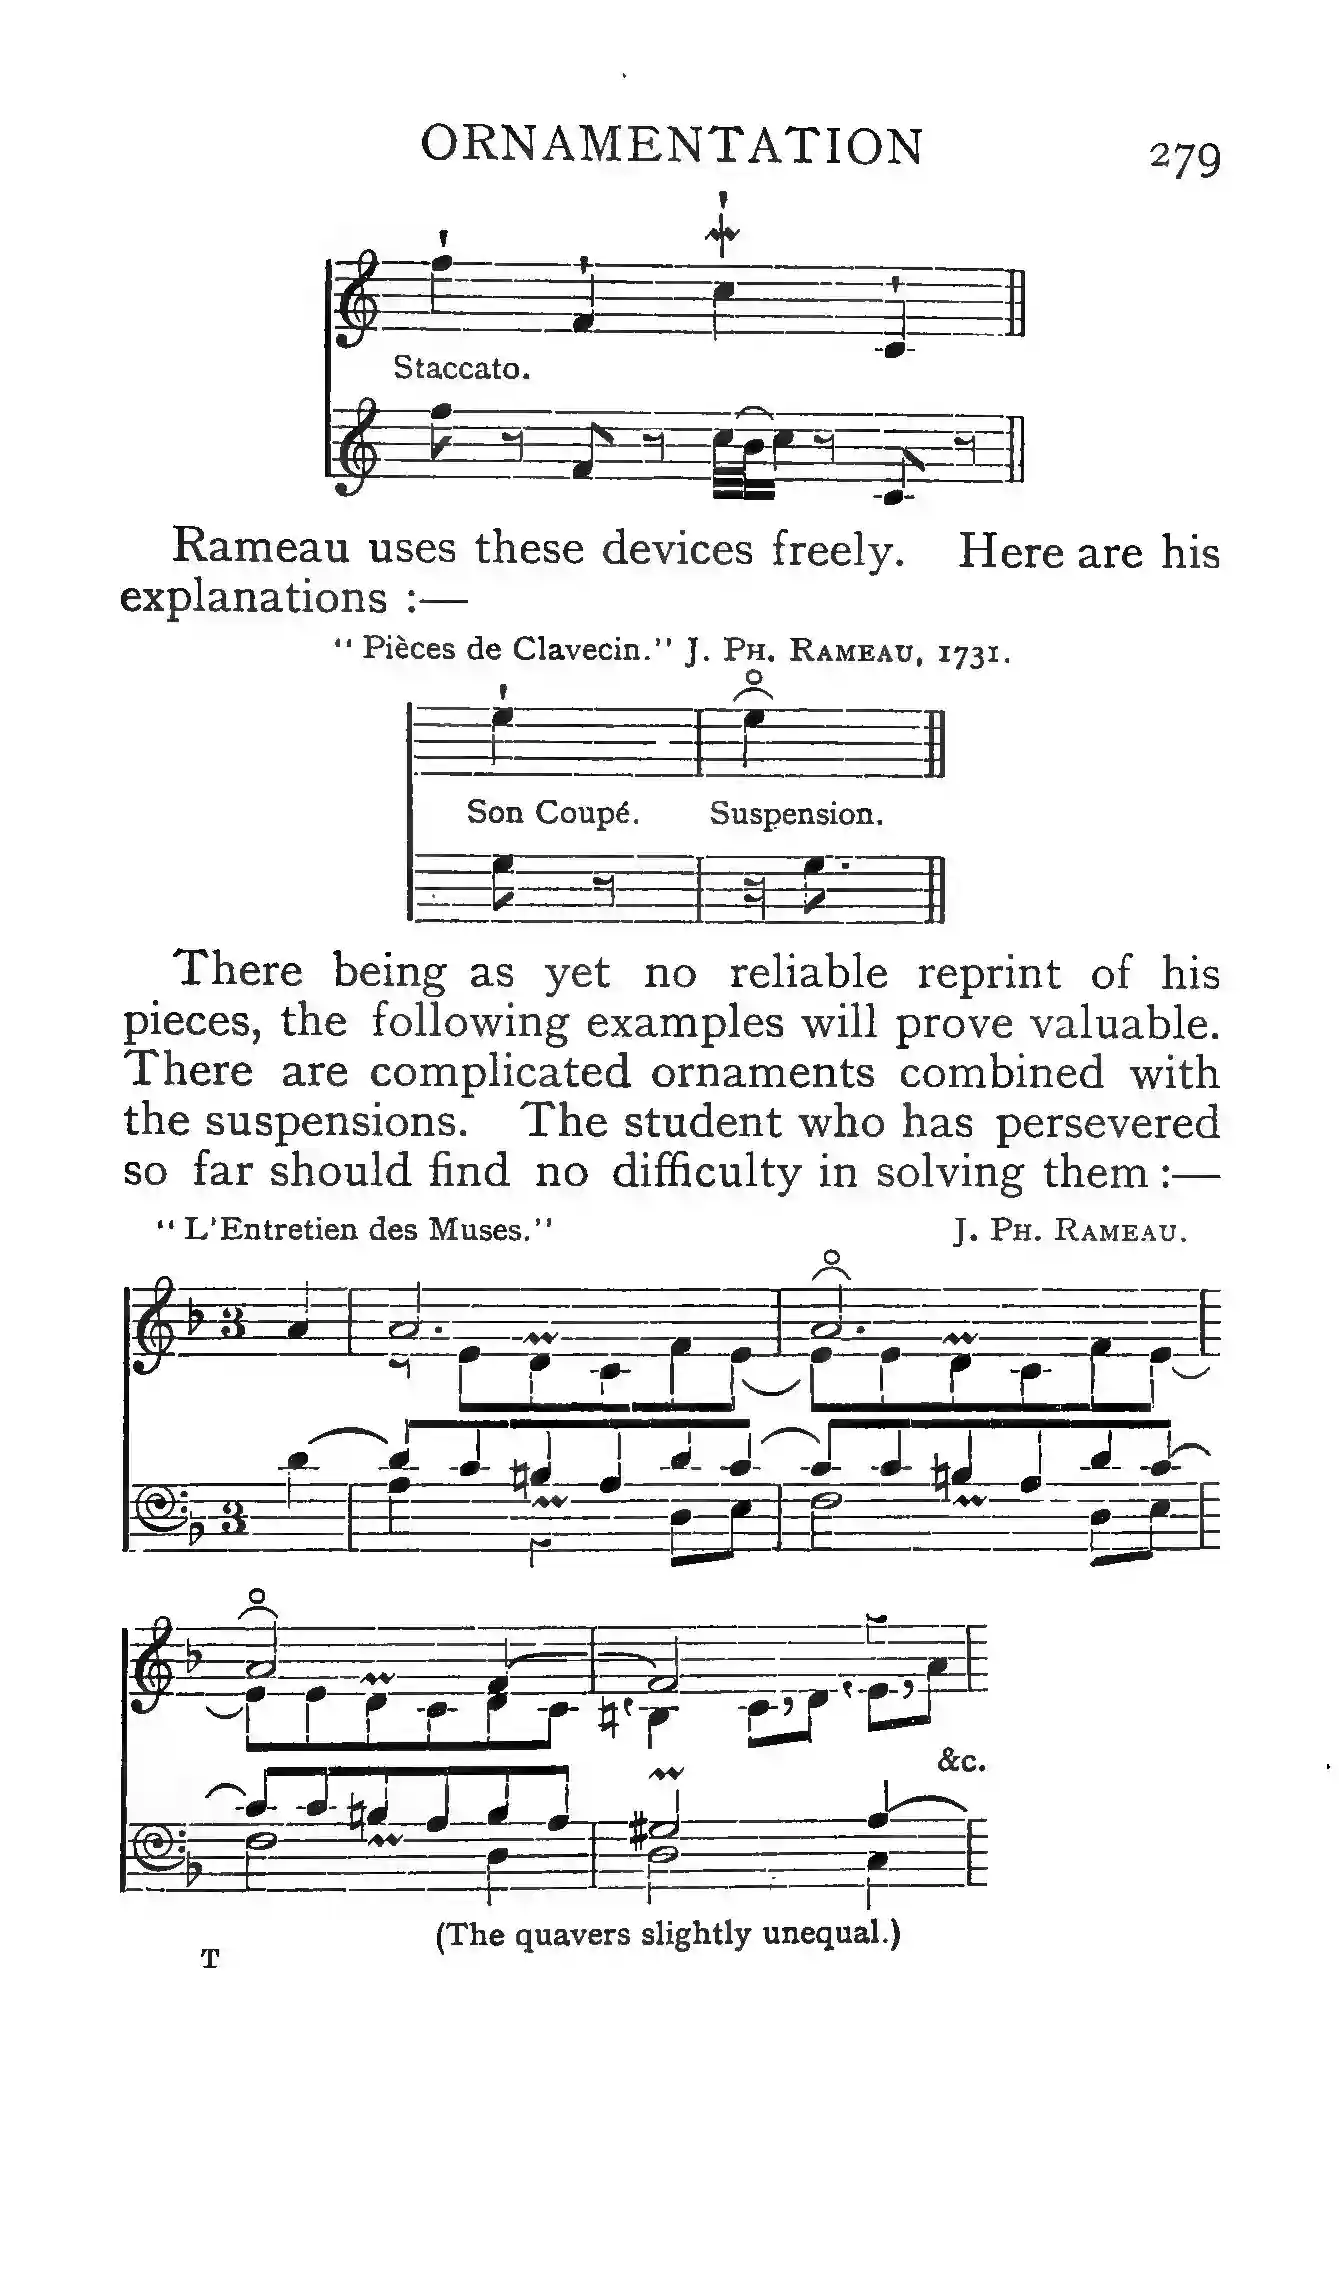 ORNAMENTATION 279
Staccato.
Rameau uses these devices freely. Here are his
explanations :—
“ Pièces de Clavecin.” J. Ph. Rameau, 1731.
Son Coupé. Suspension.
There being as yet no reliable reprint of his
pieces, the following examples will prove valuable.
There are complicated ornaments combined with
the suspensions. The student who has persevered
so far should find no difficulty in solving them :—
“ L'Entretien des Muses.” J. Ph. Rameau.
3
3
&c.
(The quavers slightly unequal.)
T